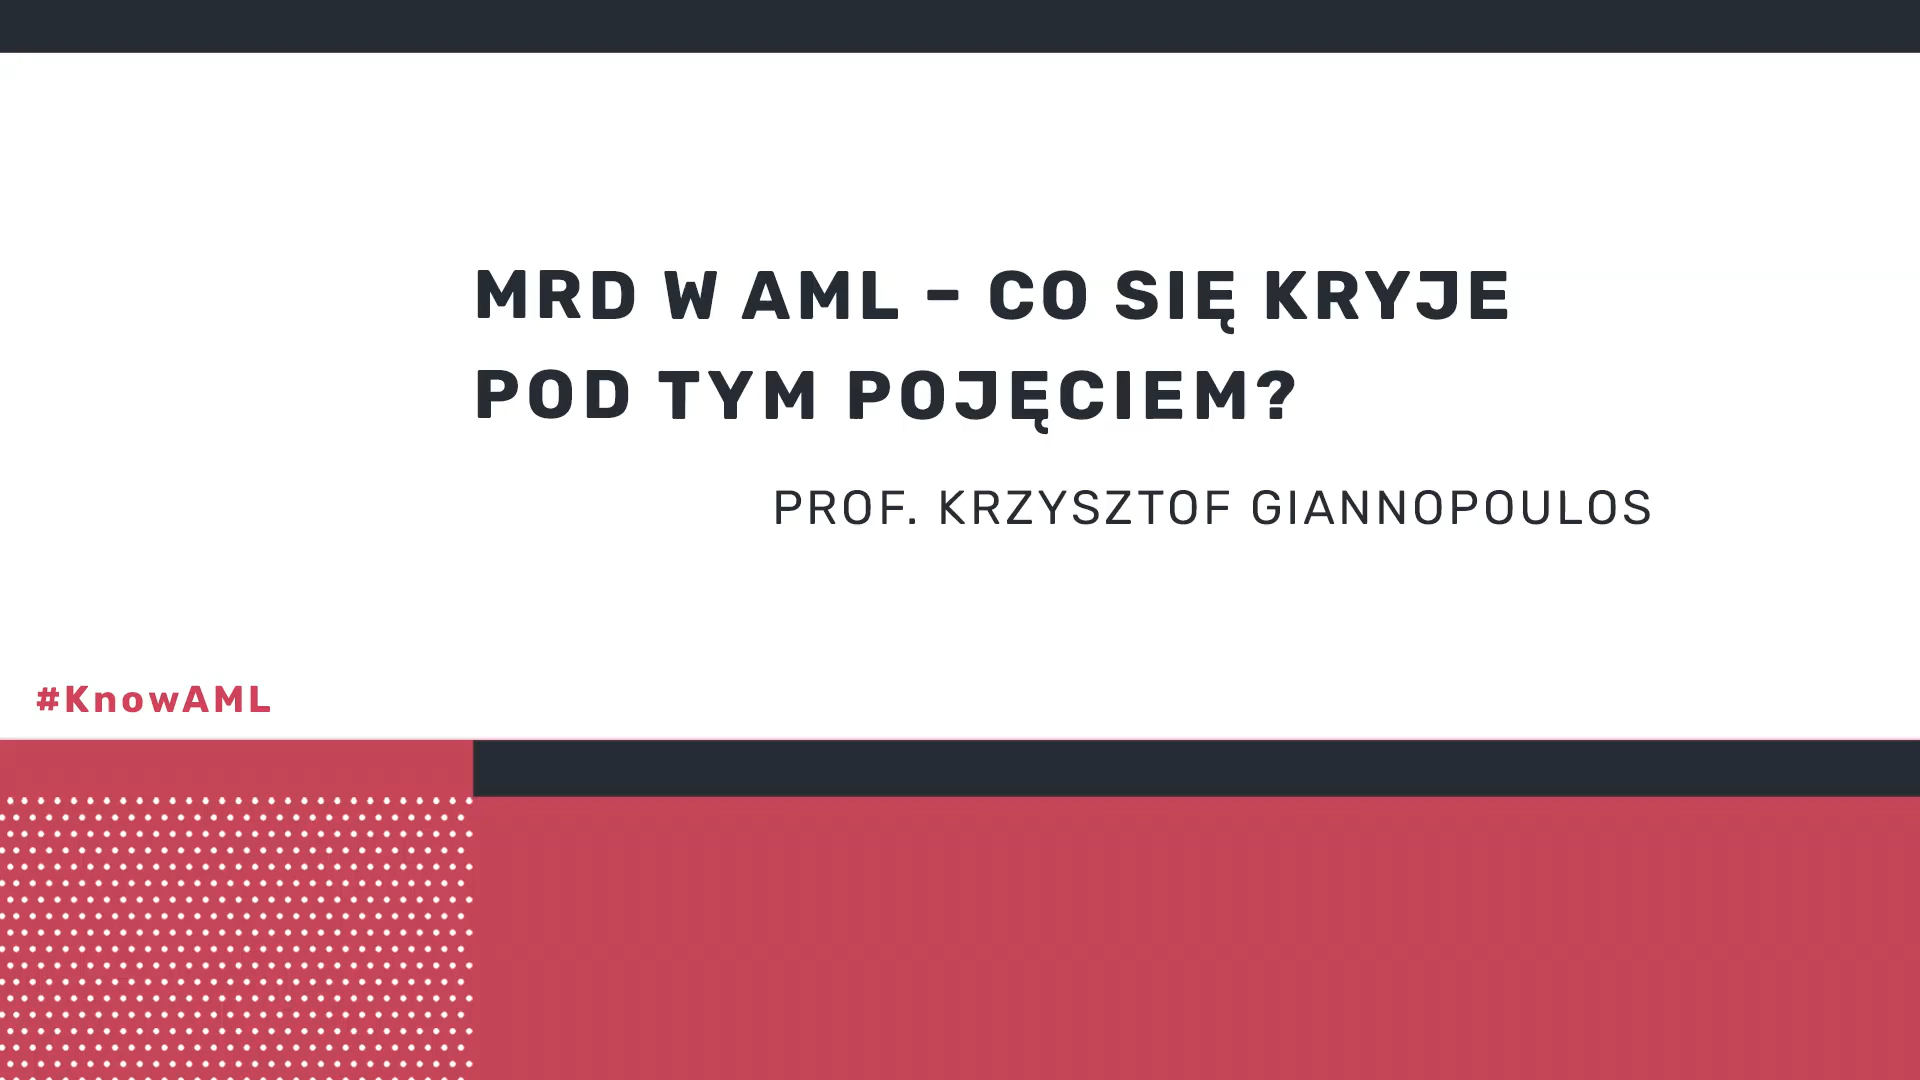 MRD W AML – CO SIĘ KRYJE
POD TYM POJĘCIEM?
PROF. KRZYSZTOF GIANNOPOULOS
#KnowAML